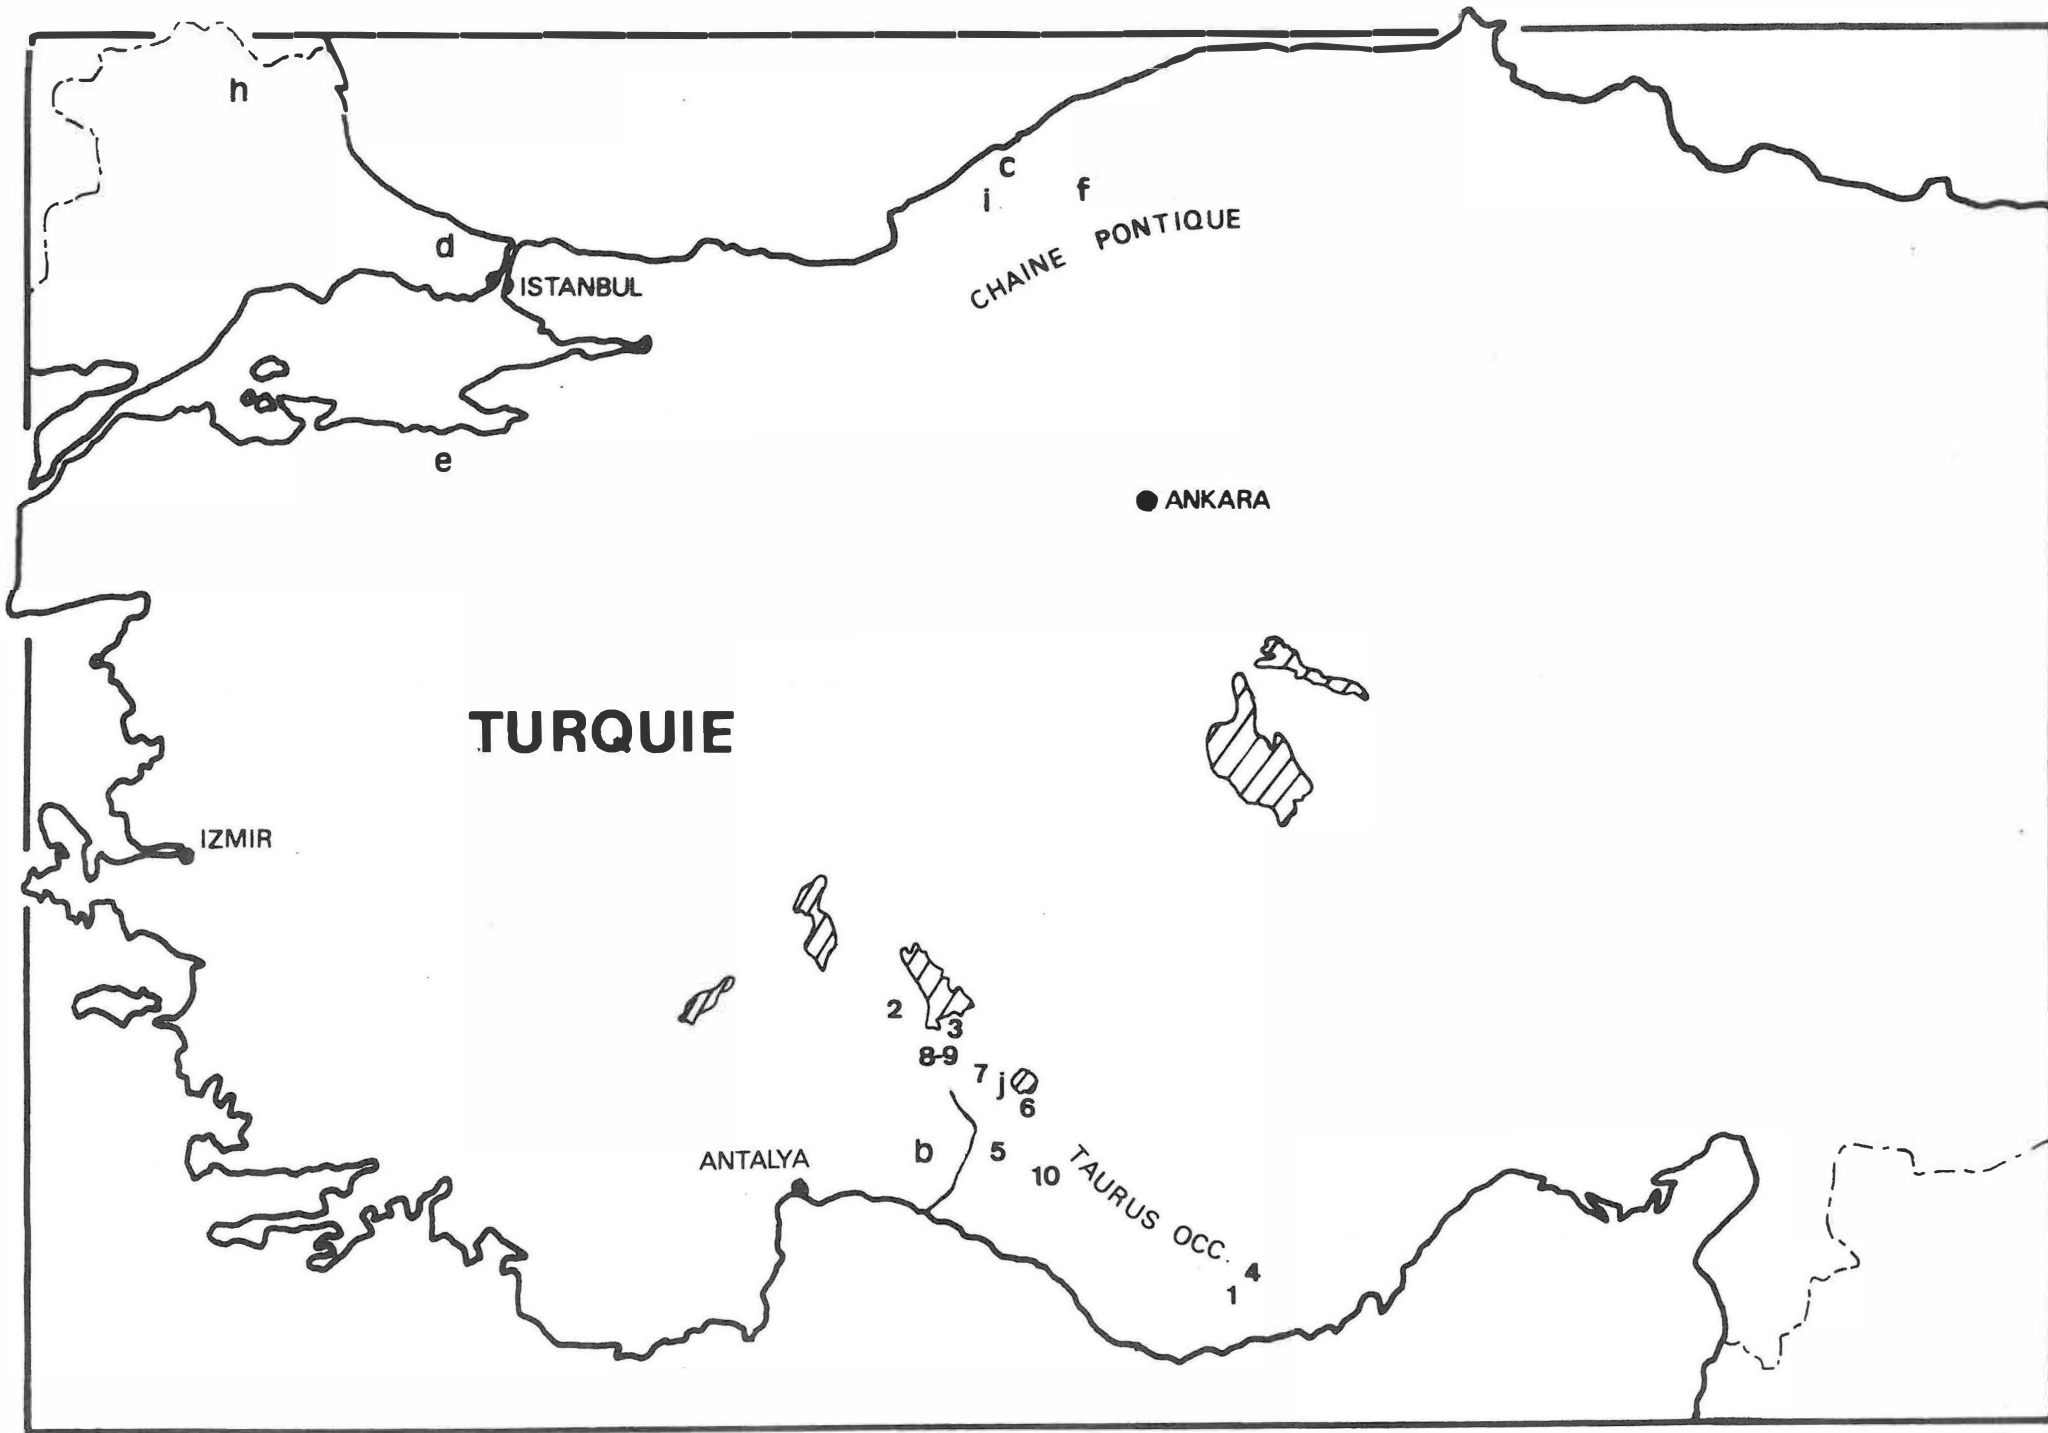 h
c
i
f
CHAINE PONTIQUE
d
ISTANBUL
e
ANKARA
TURQUIE
IZMIR
2
3
8-9
7
j
6
b
5
10
ANTALYA
TAURUS OCC.
4
1